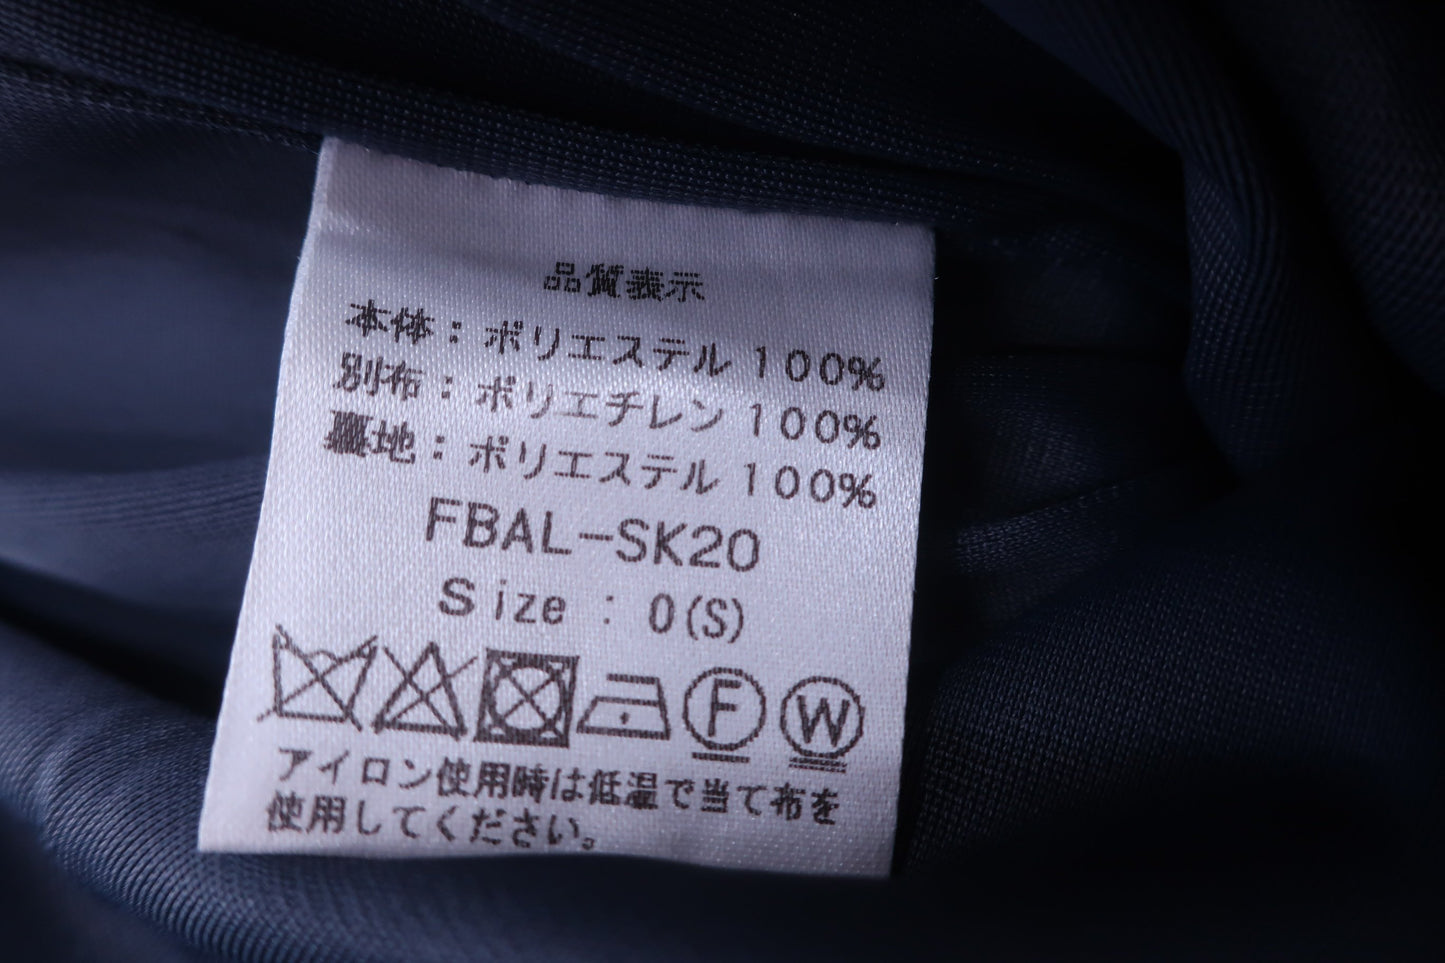 品質表示
本体：ポリエステル 100%
別布：ポリエチレン 100%
裏地：ポリエステル 100%
FBAL-SK20
Size : 0(S)
F W
アイロン使用時は低温で当て布を
使用してください。